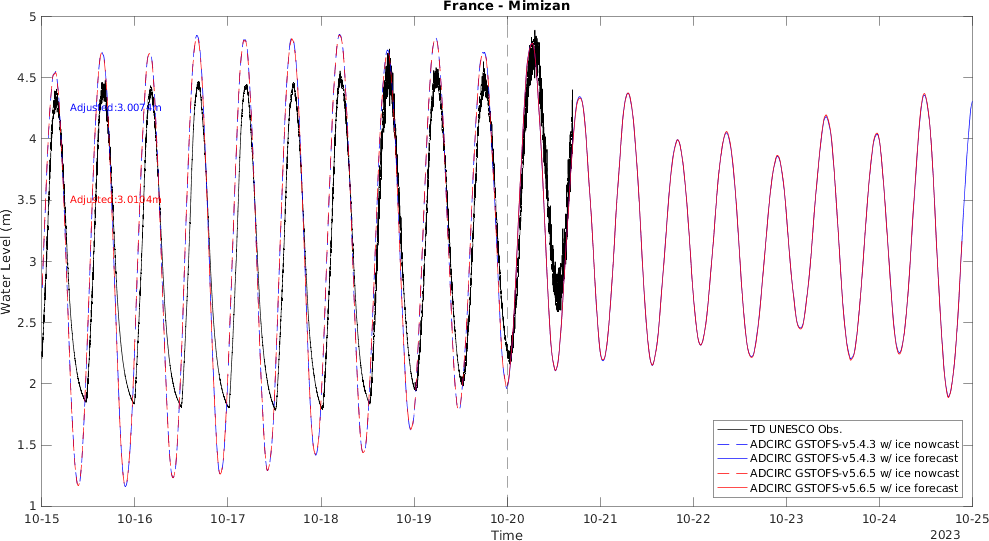 France - Mimizan
5
4.5
4
3.5
3
2.5
2
1.5
1
Water Level (m)
Adjusted:3.0074m
Adjusted:3.0104m
TD UNESCO Obs.
ADCIRC GSTOFS-v5.4.3 w/ ice nowcast
ADCIRC GSTOFS-v5.4.3 w/ ice forecast
ADCIRC GSTOFS-v5.6.5 w/ ice nowcast
ADCIRC GSTOFS-v5.6.5 w/ ice forecast
10-15 10-16 10-17 10-18 10-19 10-20 10-21 10-22 10-23 10-24 10-25
Time
2023